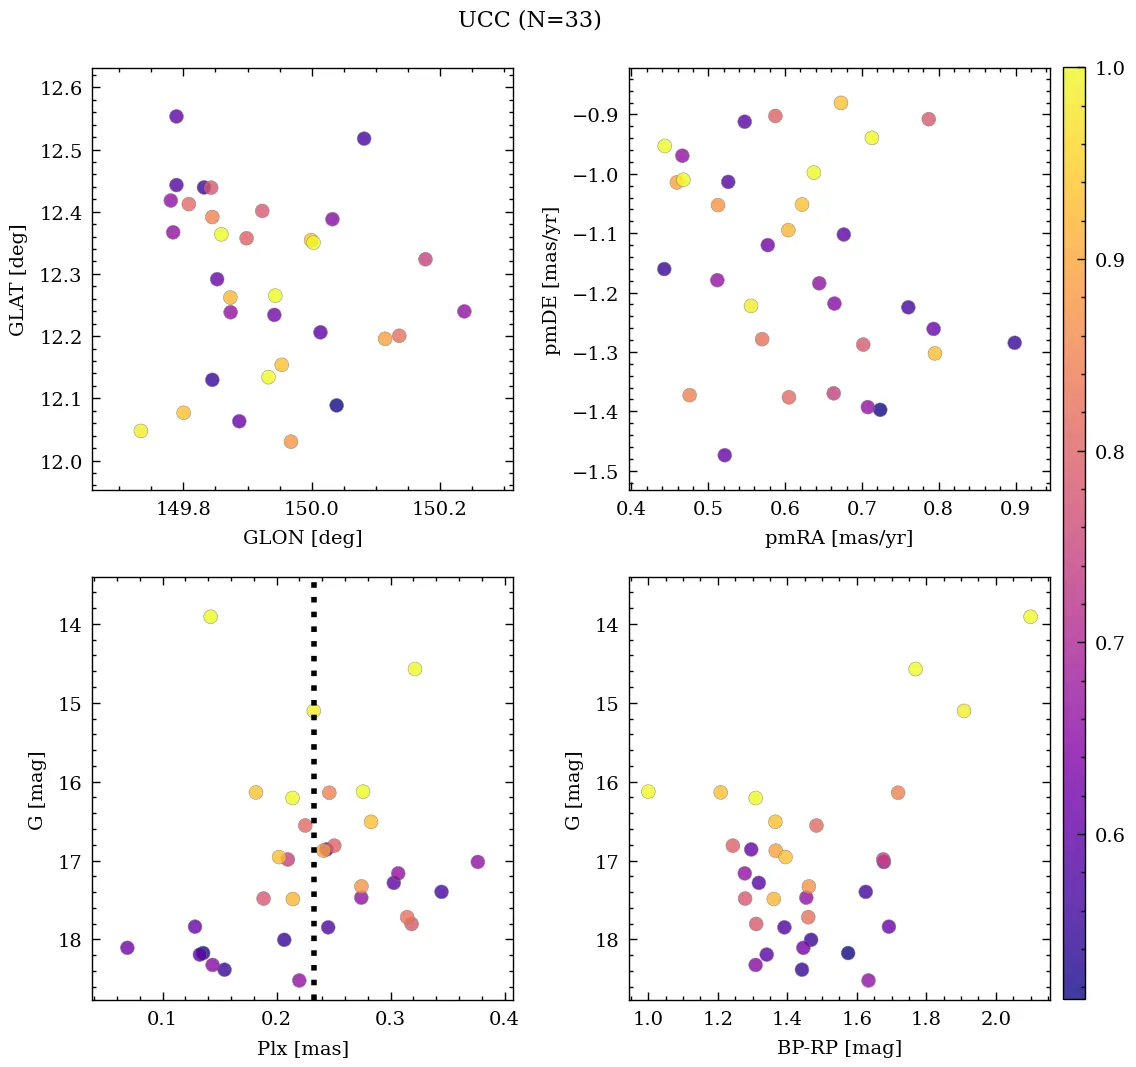 UCC (N=33)
12.6
12.5
12.4
12.3
12.2
12.1
12.0
GLAT [deg]
149.8 150.0 150.2
GLON [deg]
−0.9
−1.0
−1.1
−1.2
−1.3
−1.4
−1.5
pmDE [mas/yr]
0.4 0.5 0.6 0.7 0.8 0.9
pmRA [mas/yr]
1.0
0.9
0.8
0.7
0.6
14
15
16
17
18
G [mag]
0.1 0.2 0.3 0.4
Plx [mas]
14
15
16
17
18
G [mag]
1.0 1.2 1.4 1.6 1.8 2.0
BP-RP [mag]